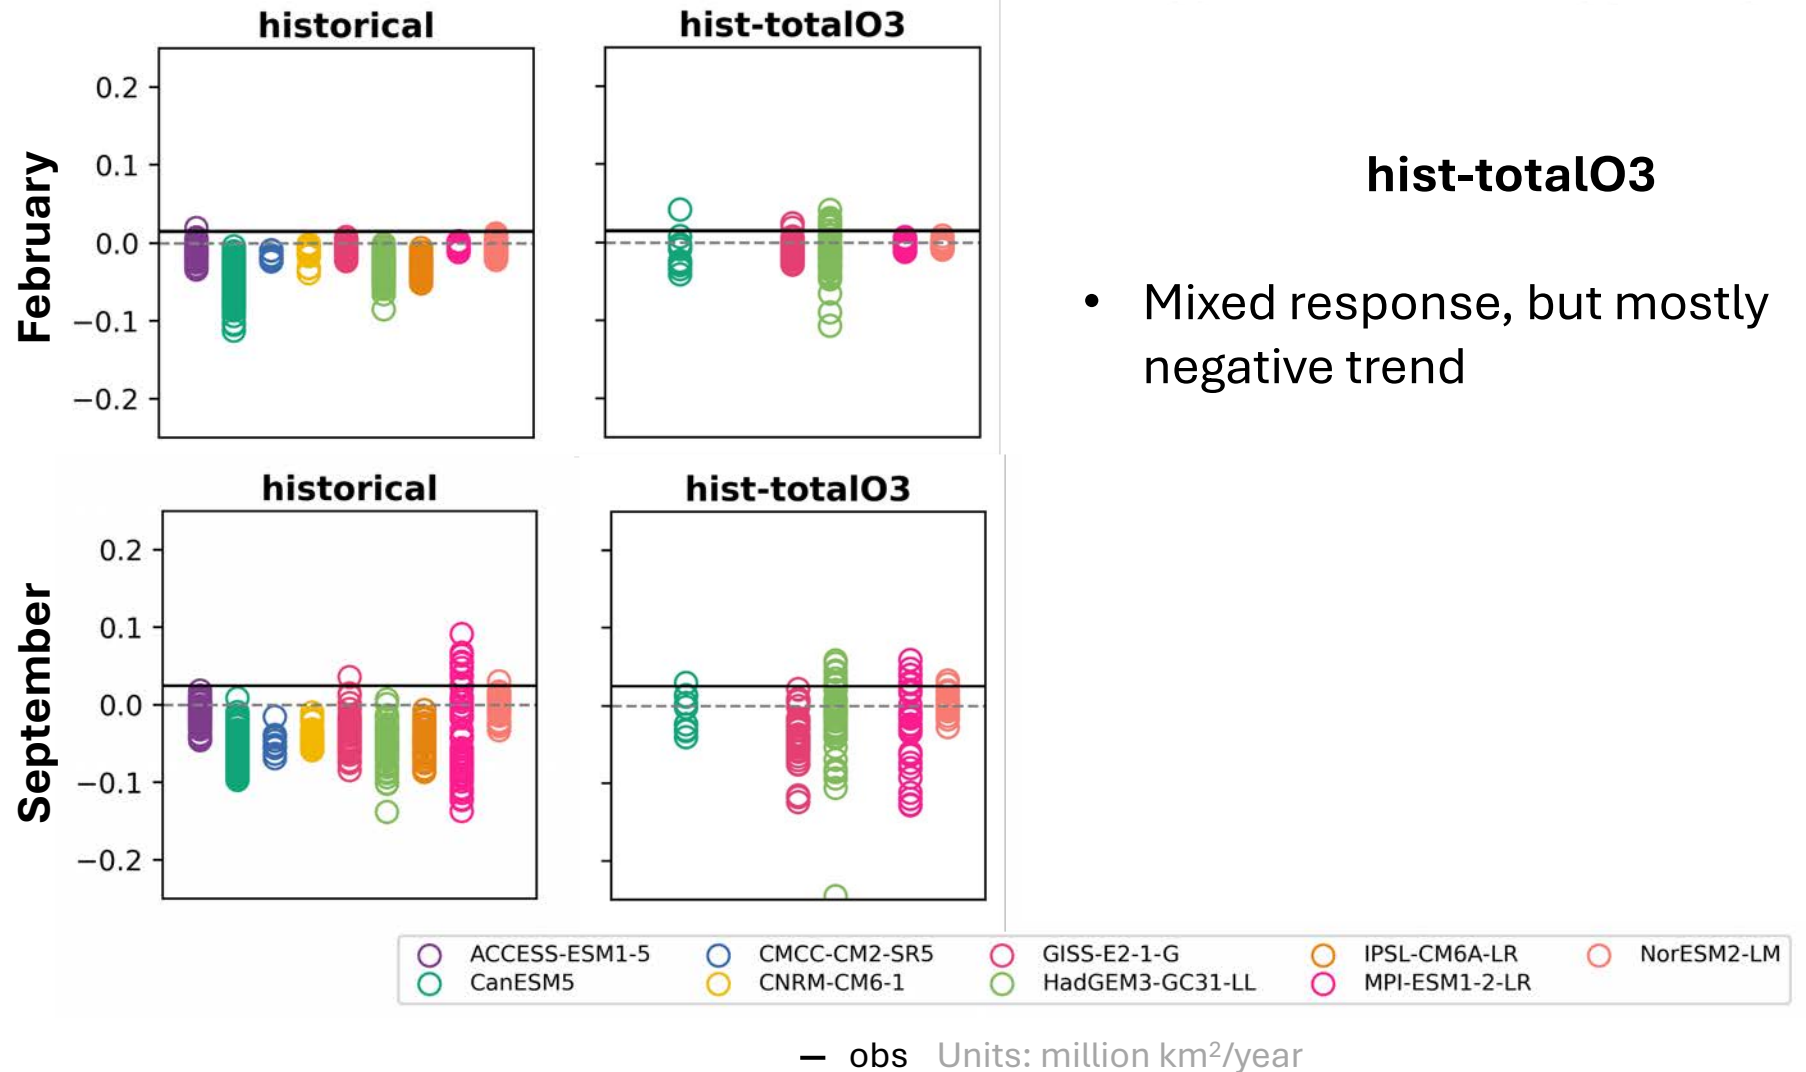 historical
hist-totalO3
February
0.2
0.1
0.0
−0.1
−0.2
hist-totalO3
• Mixed response, but mostly
negative trend
historical
hist-totalO3
September
0.2
0.1
0.0
−0.1
−0.2
ACCESS-ESM1-5
CMCC-CM2-SR5
GISS-E2-1-G
IPSL-CM6A-LR
NorESM2-LM
CanESM5
CNRM-CM6-1
HadGEM3-GC31-LL
MPI-ESM1-2-LR
— obs Units: million km²/year